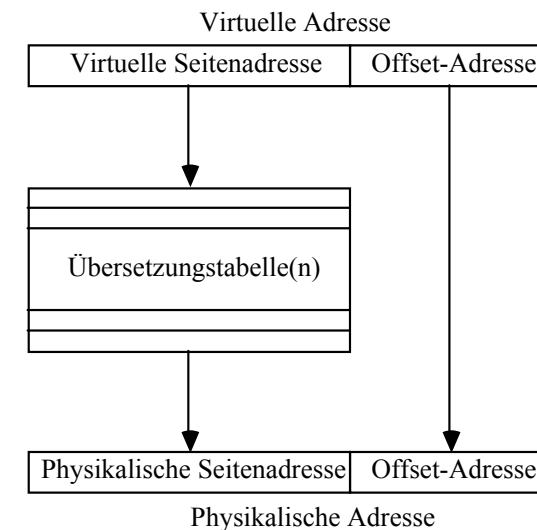 Virtuelle Adresse
Virtuelle Seitenadresse Offset-Adresse
Übersetzungstabelle(n)
Physikalische Seitenadresse Offset-Adresse
Physikalische Adresse